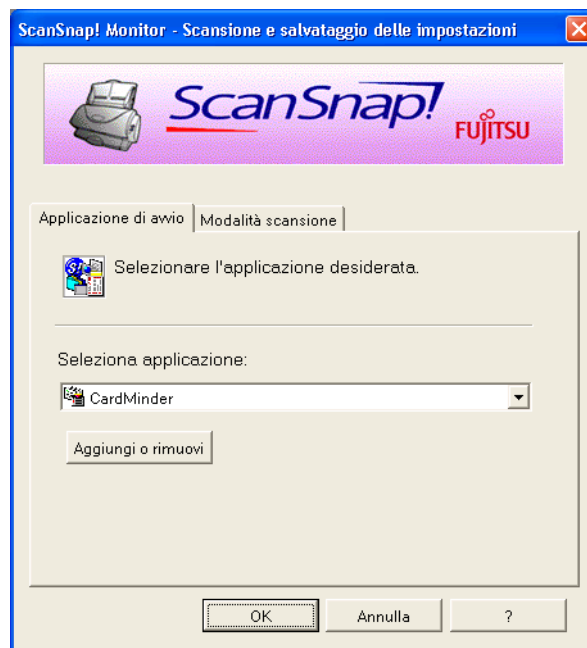 ScanSnap! Monitor - Scansione e salvataggio delle impostazioni
ScanSnap!
FUJITSU
Applicazione di avvio
Modalità scansione
Selezionare l'applicazione desiderata.
Seleziona applicazione:
CardMinder
Aggiungi o rimuovi
OK
Annulla
?